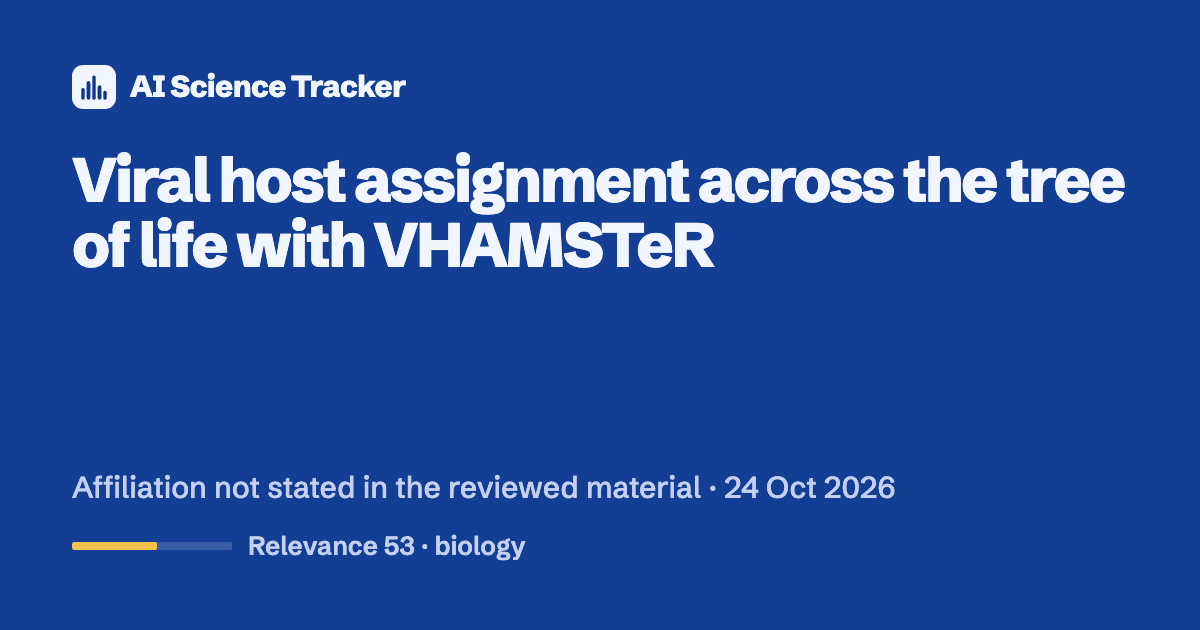 AI Science Tracker
Viral host assignment across the tree
of life with VHAMSTeR
Affiliation not stated in the reviewed material · 24 Oct 2026
Relevance 53 · biology